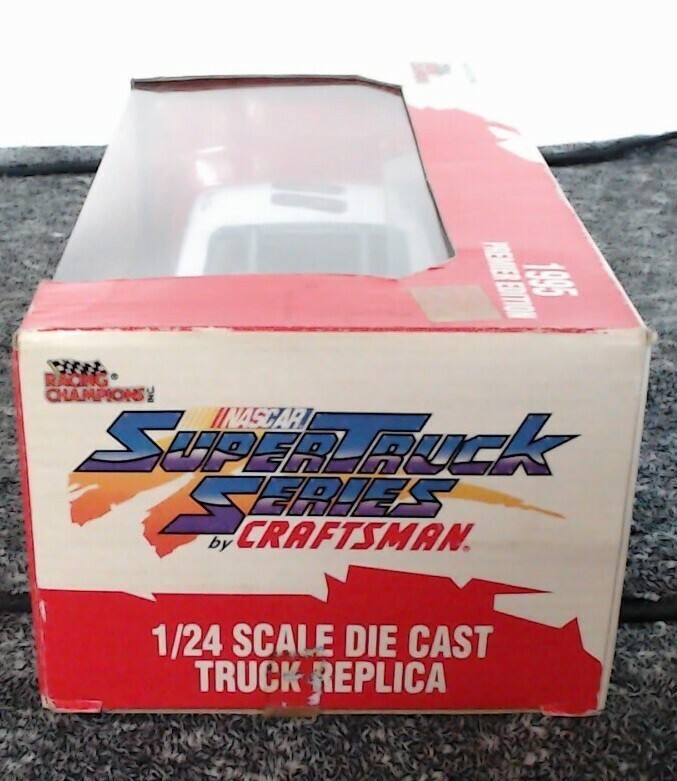 1995
PREMIER EDITION
RACING®
CHAMPIONS INC.
NASCAR
SUPERTRUCK
SERIES
by CRAFTSMAN®
1/24 SCALE DIE CAST
TRUCK REPLICA